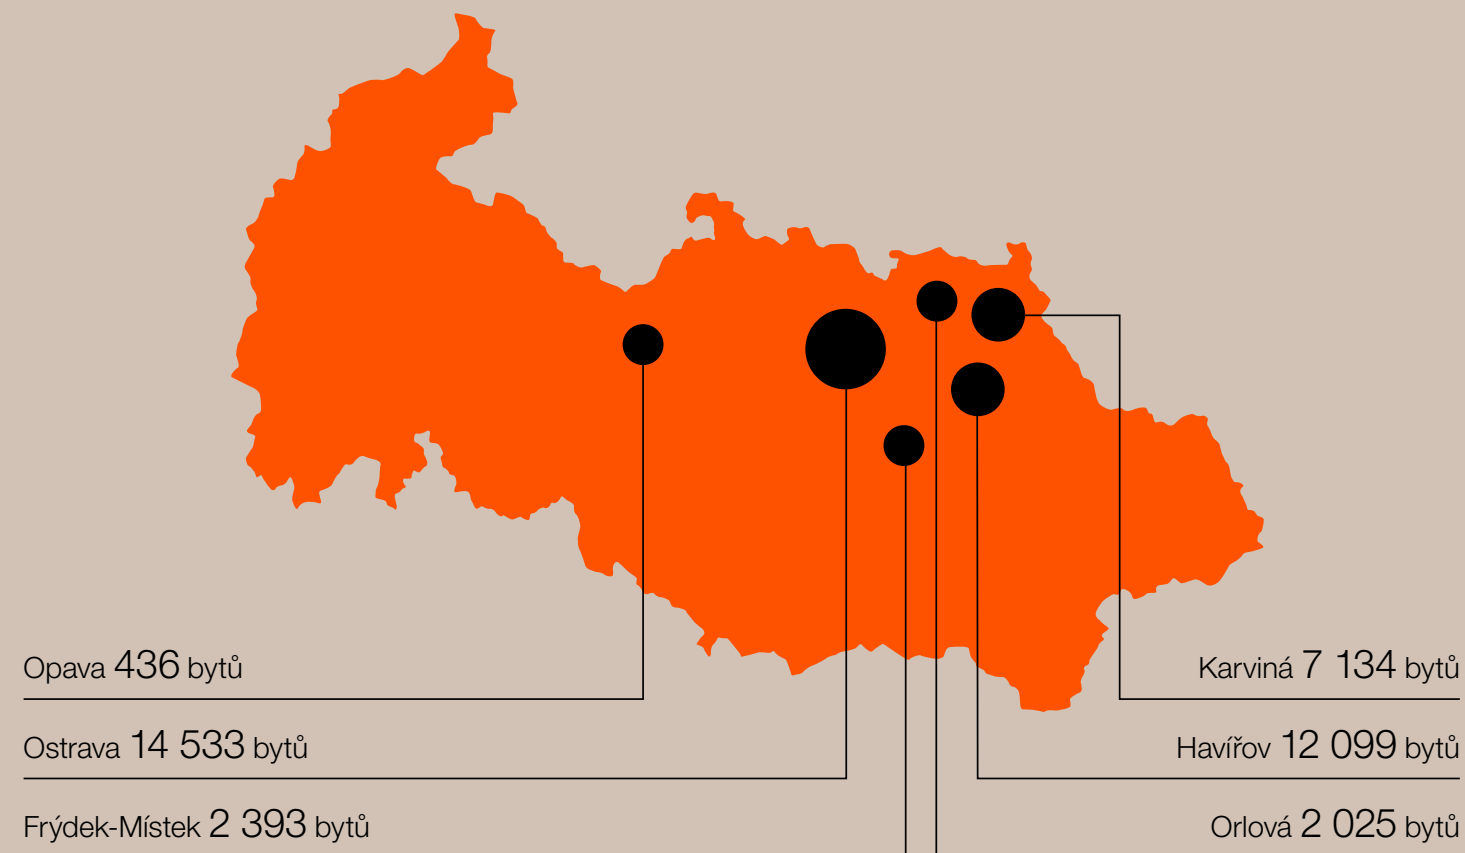 Opava 436 bytů
Ostrava 14 533 bytů
Frýdek-Místek 2 393 bytů
Karviná 7 134 bytů
Havířov 12 099 bytů
Orlová 2 025 bytů